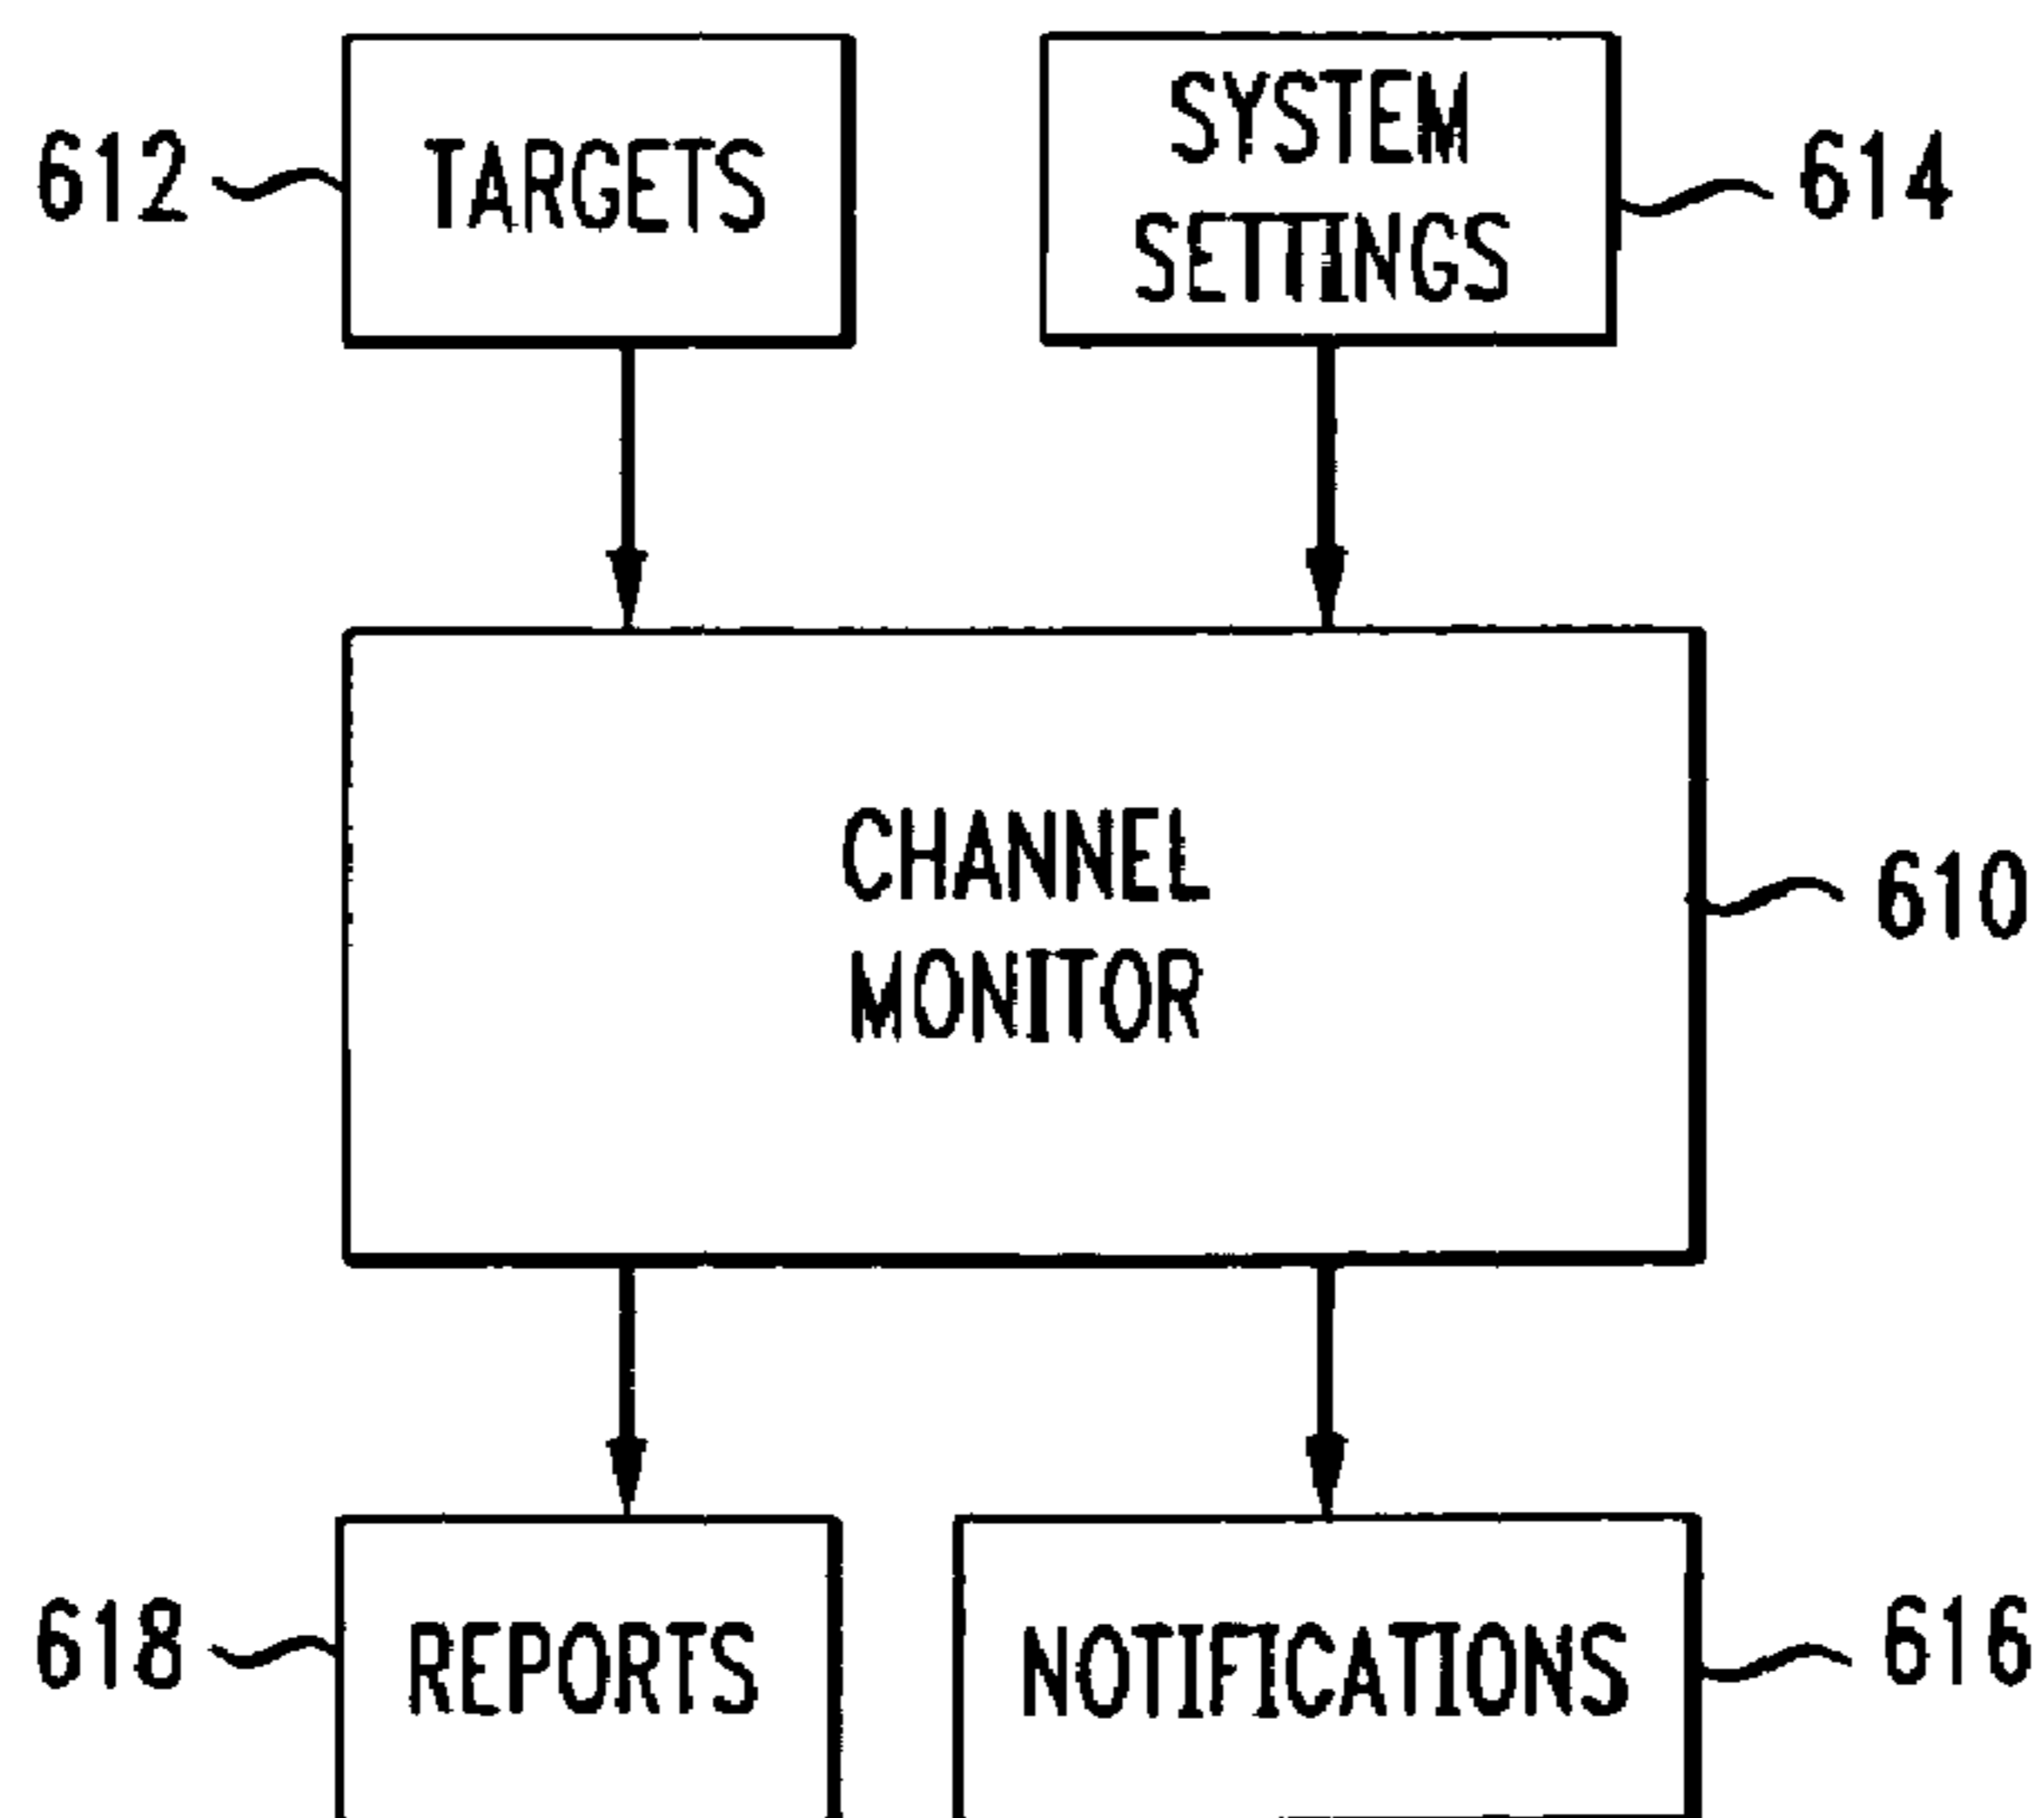 612
TARGETS
SYSTEM
SETTINGS
614
CHANNEL
MONITOR
610
618
REPORTS
NOTIFICATIONS
616